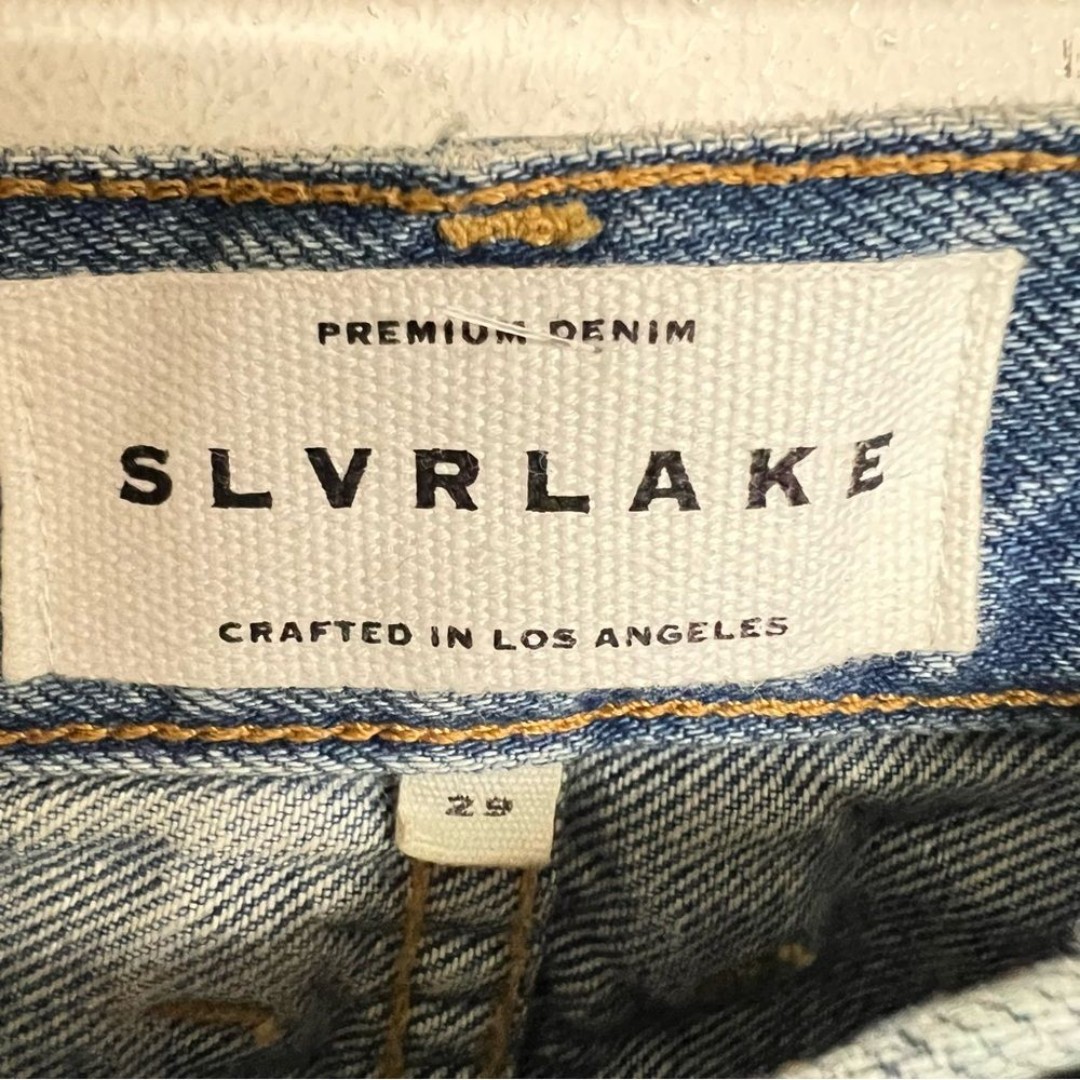 PREMIUM DENIM
SLVRLAKE
CRAFTED IN LOS ANGELES
29